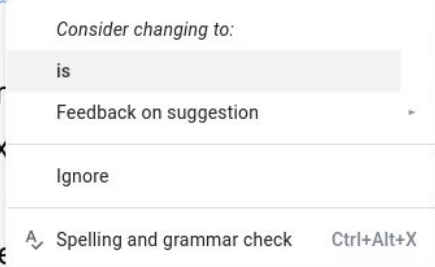 Consider changing to:
is
Feedback on suggestion
Ignore
Spelling and grammar check Ctrl+Alt+X